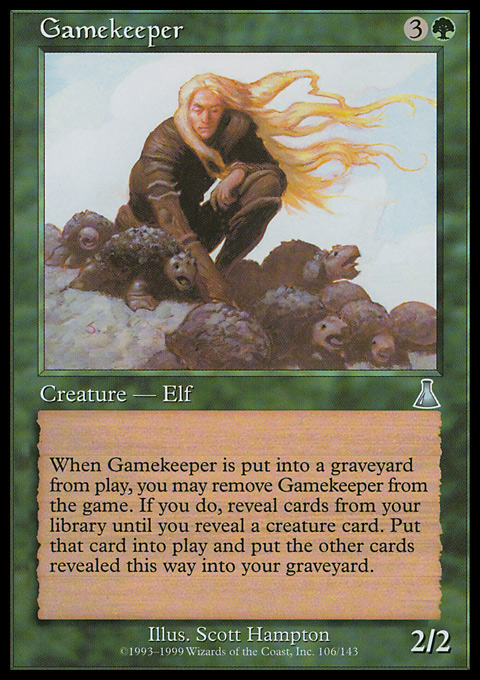 Gamekeeper 3
Creature — Elf
When Gamekeeper is put into a graveyard
from play, you may remove Gamekeeper from
the game. If you do, reveal cards from your
library until you reveal a creature card. Put
that card into play and put the other cards
revealed this way into your graveyard.
Illus. Scott Hampton
©1993–1999 Wizards of the Coast, Inc. 106/143
2/2